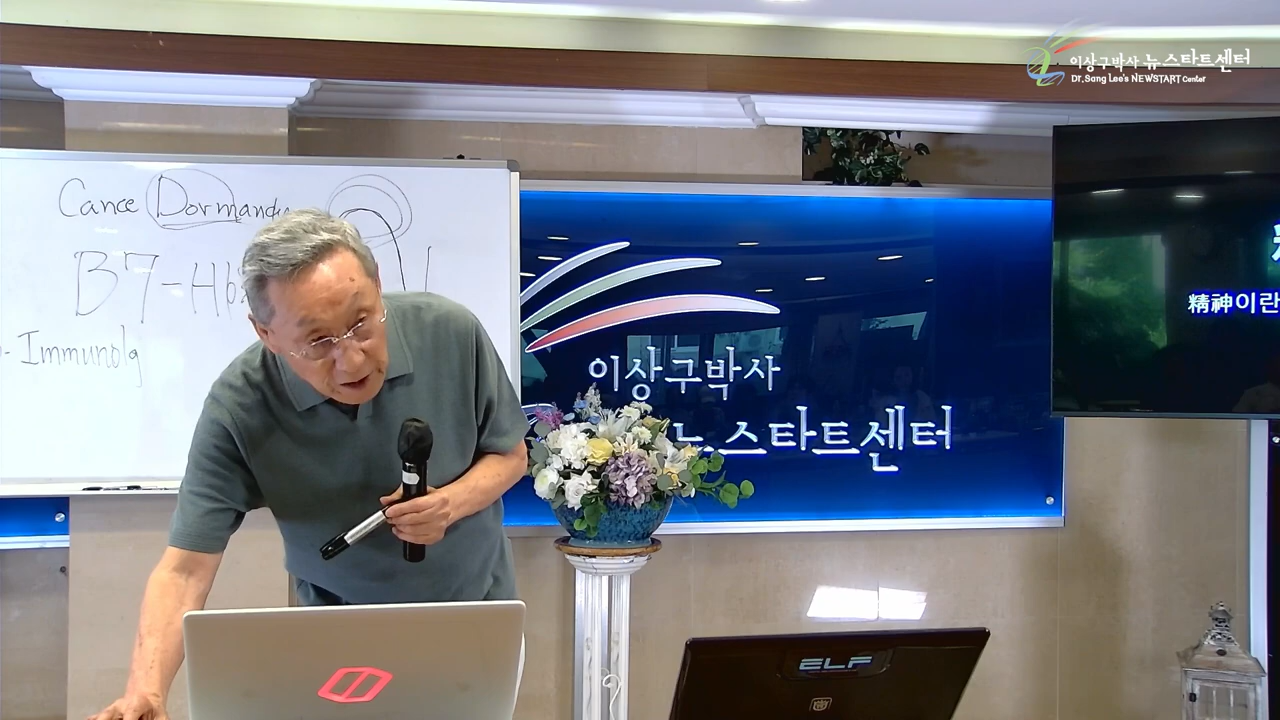 이상구박사 뉴스타트센터
Dr. Sang Lee's NEWSTART Center
Cance Dormancy
B7-H6
Immunolg
이상구박사
뉴스타트센터
精神이란
ELF